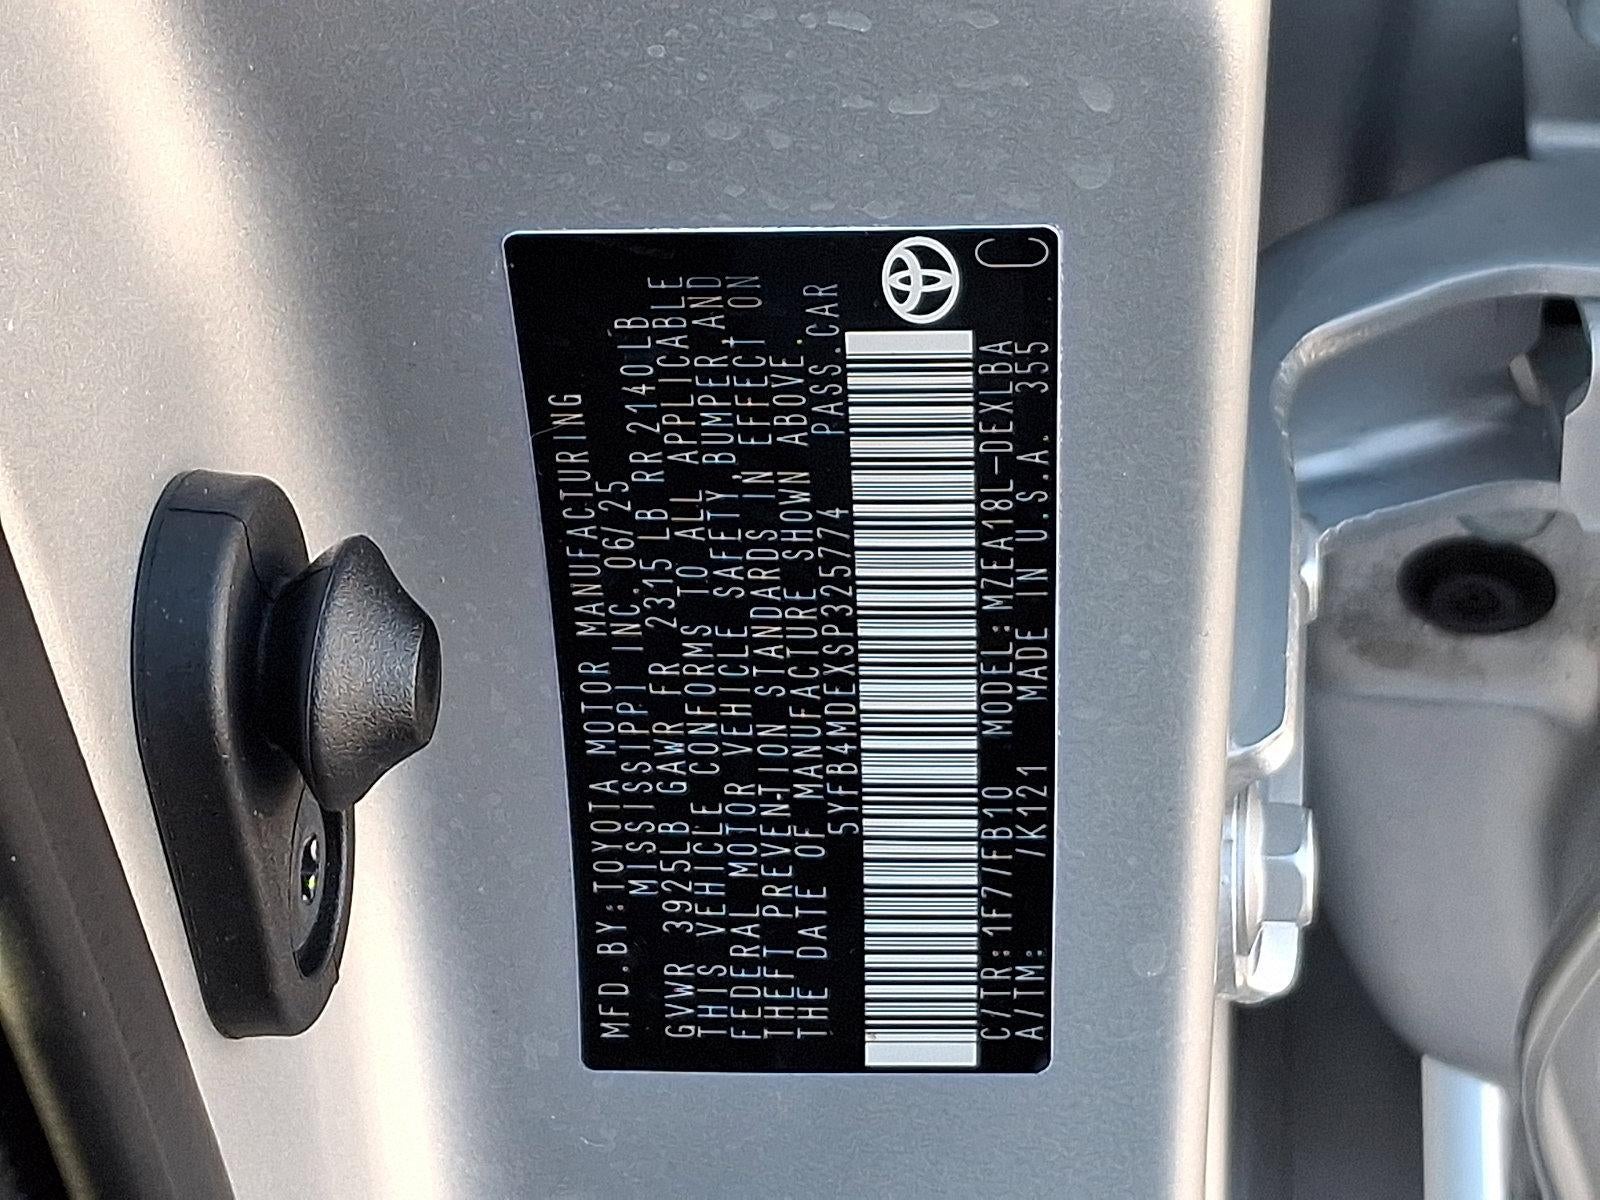 MFD.BY:TOYOTA MOTOR MANUFACTURING
MISSISSIPPI INC. 06/25
GVWR 3925LB GAWR FR 2315LB RR 2140LB
THIS VEHICLE CONFORMS TO ALL APPLICABLE
FEDERAL MOTOR VEHICLE SAFETY,BUMPER,AND
THEFT PREVENTION STANDARDS IN EFFECT ON
THE DATE OF MANUFACTURE SHOWN ABOVE.
5YFB4MDEXSP325774 PASS.CAR
C/TR:1F7/FB10 MODEL:MZEA18L-DEXLBA
A/TM: /K121 MADE IN U.S.A. 355 C